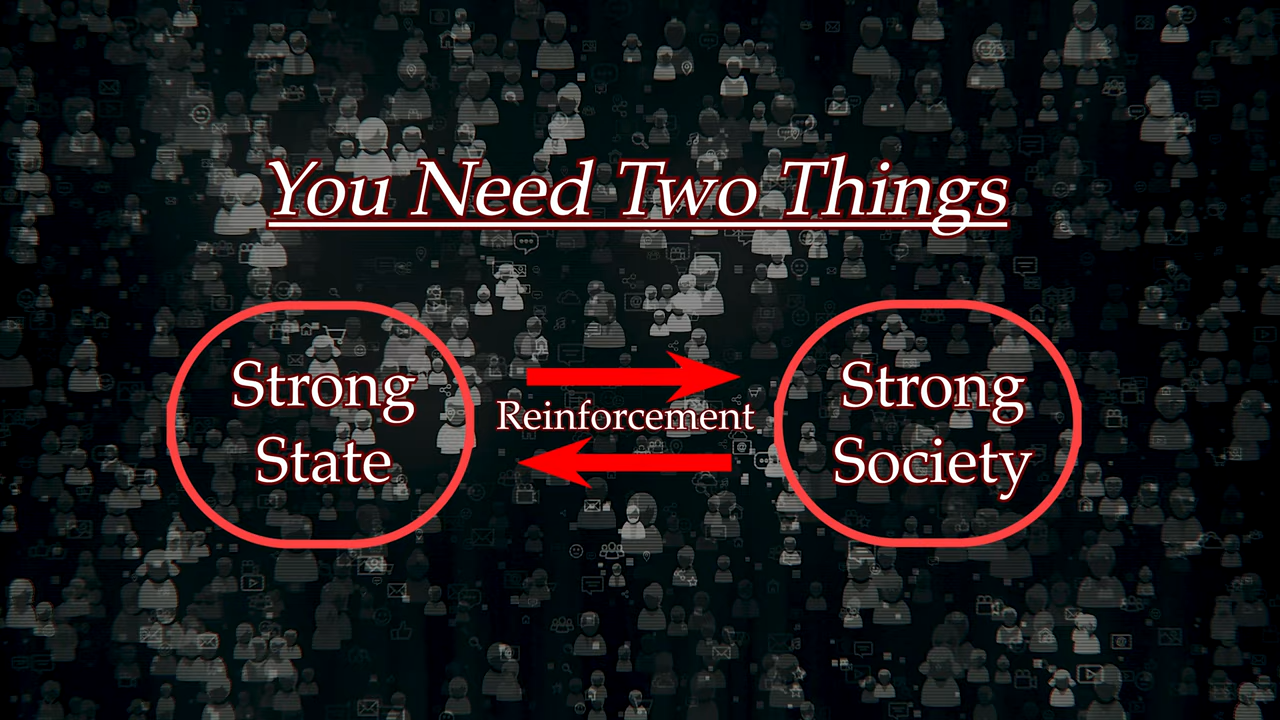 You Need Two Things
Strong
State
Reinforcement
Strong
Society